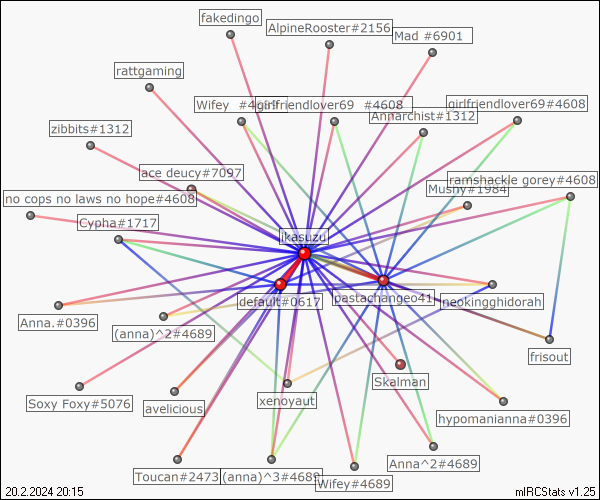 fakedingo
AlpineRooster#2156
Mad #6901
rattgaming
Wifey
girlfriendlover69 #4608
girlfriendlover69#4608
Annarchist#1312
zibbits#1312
ace deucy#7097
ramshackle gorey#4608
Musny#1984
no cops no laws no hope#4608
Cypha#1717
ikasuzu
default#0617
pastachangeo41
neokingghidorah
Anna.#0396
(anna)^2#4689
frisout
Skalman
Soxy Foxy#5076
avelicious
xenoyaut
hypomanianna#0396
Anna^2#4689
Toucan#2473
(anna)^3#4689
Wifey#4689
20.2.2024 20:15
mIRCStats v1.25